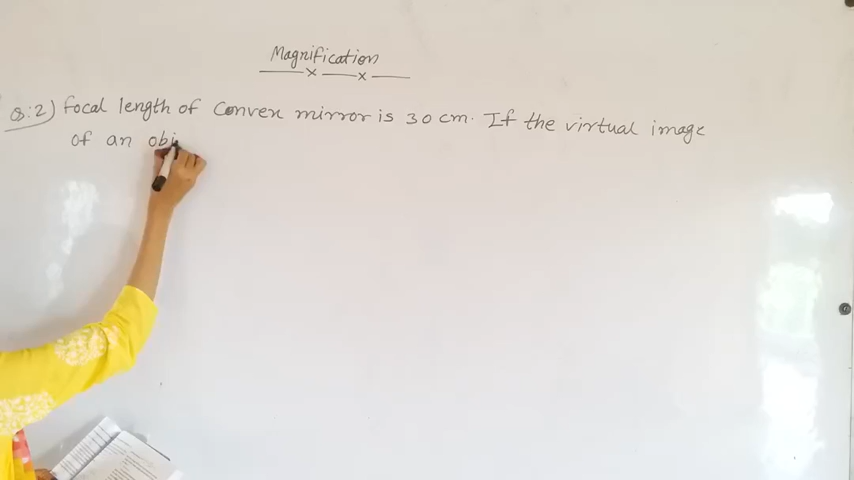 Magnification
Q:2) focal length of convex mirror is 30 cm. If the virtual image
of an obj